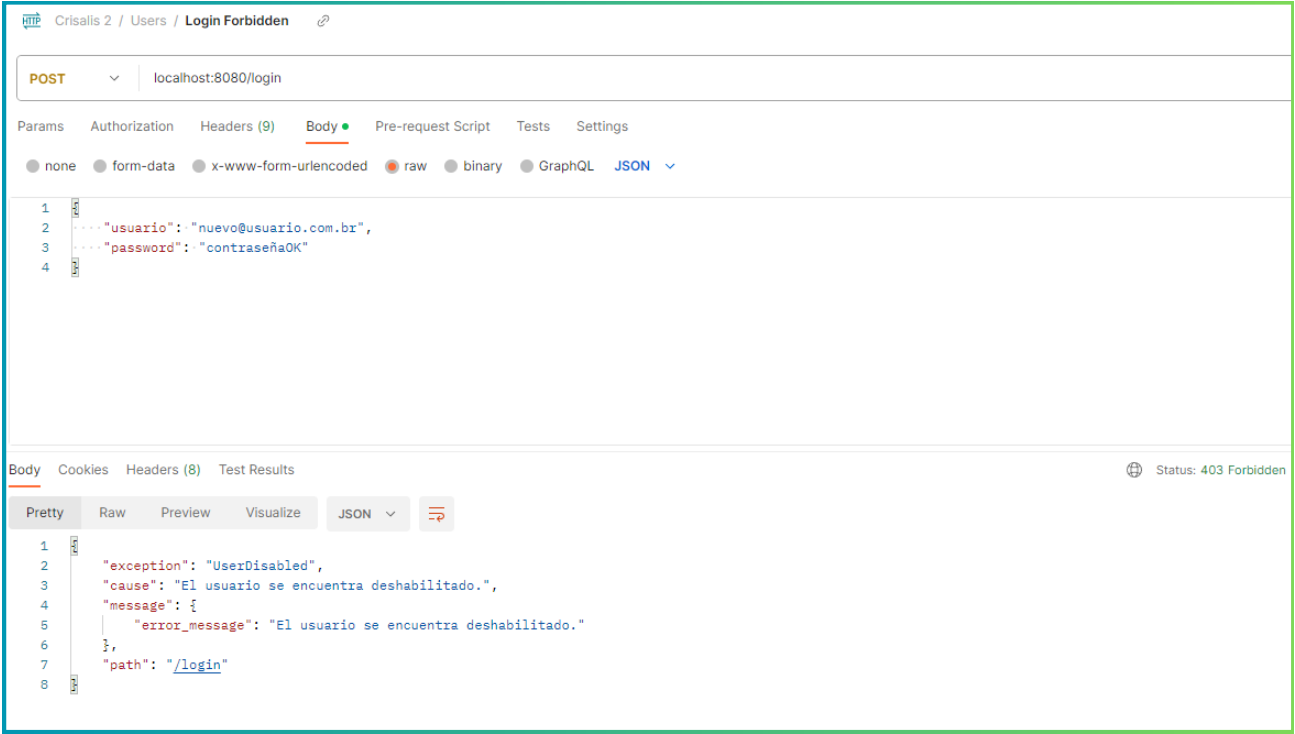 HTTP Crisalis 2 / Users / Login Forbidden
POST localhost:8080/login
Params Authorization Headers (9) Body Pre-request Script Tests Settings
none form-data x-www-form-urlencoded raw binary GraphQL JSON
1 {
2 "usuario": "nuevo@usuario.com.br",
3 "password": "contraseñaOK"
4 }
Body Cookies Headers (8) Test Results Status: 403 Forbidden
Pretty Raw Preview Visualize JSON
1 {
2 "exception": "UserDisabled",
3 "cause": "El usuario se encuentra deshabilitado.",
4 "message": {
5 "error_message": "El usuario se encuentra deshabilitado."
6 },
7 "path": "/login"
8 }